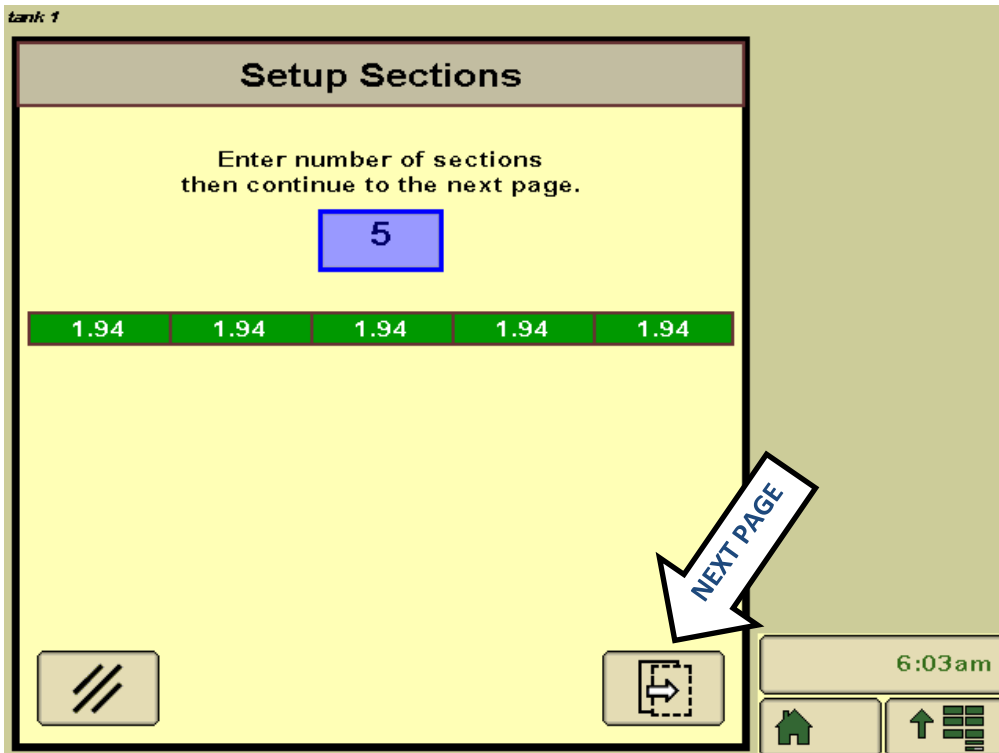 tank 1
Setup Sections
Enter number of sections
then continue to the next page.
5
1.94 1.94 1.94 1.94 1.94
NEXT PAGE
6:03am